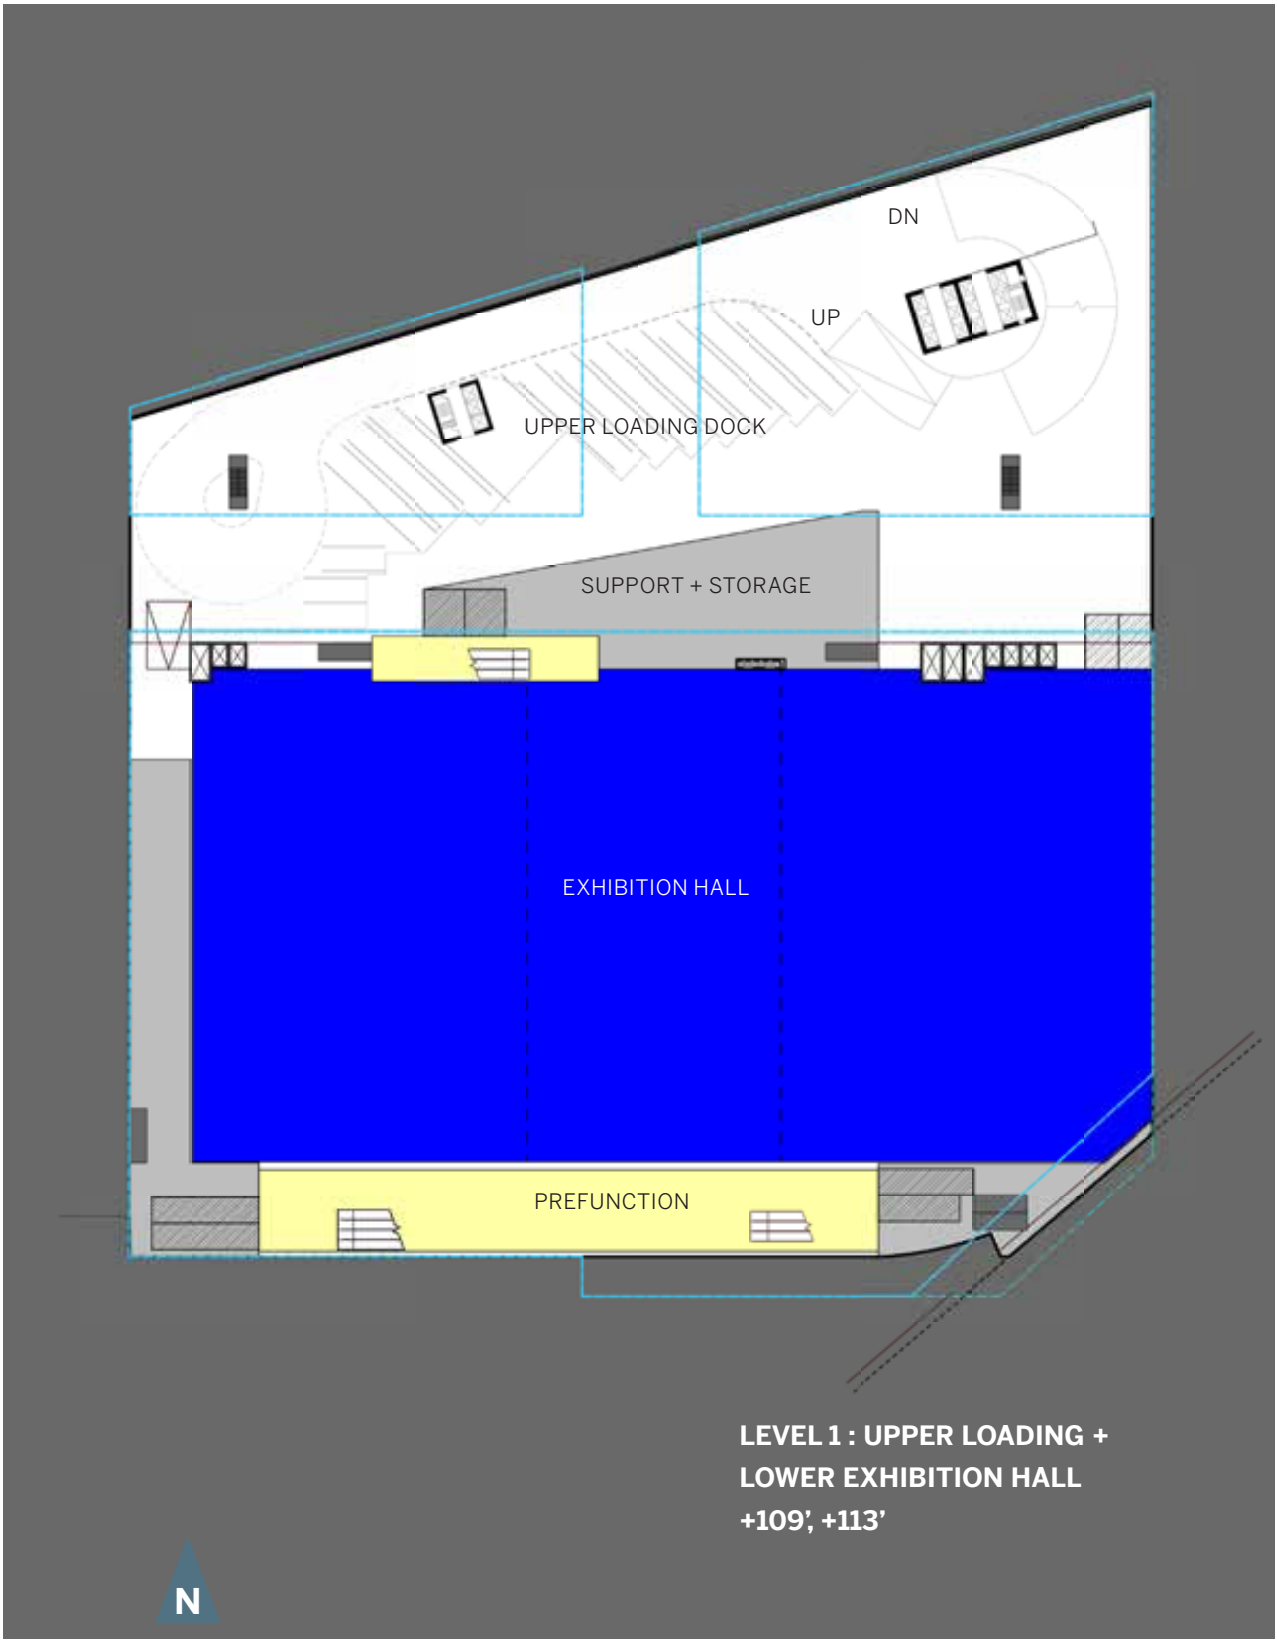 DN
UP
UPPER LOADING DOCK
SUPPORT + STORAGE
EXHIBITION HALL
PREFUNCTION
LEVEL 1 : UPPER LOADING +
LOWER EXHIBITION HALL
+109’, +113’
N